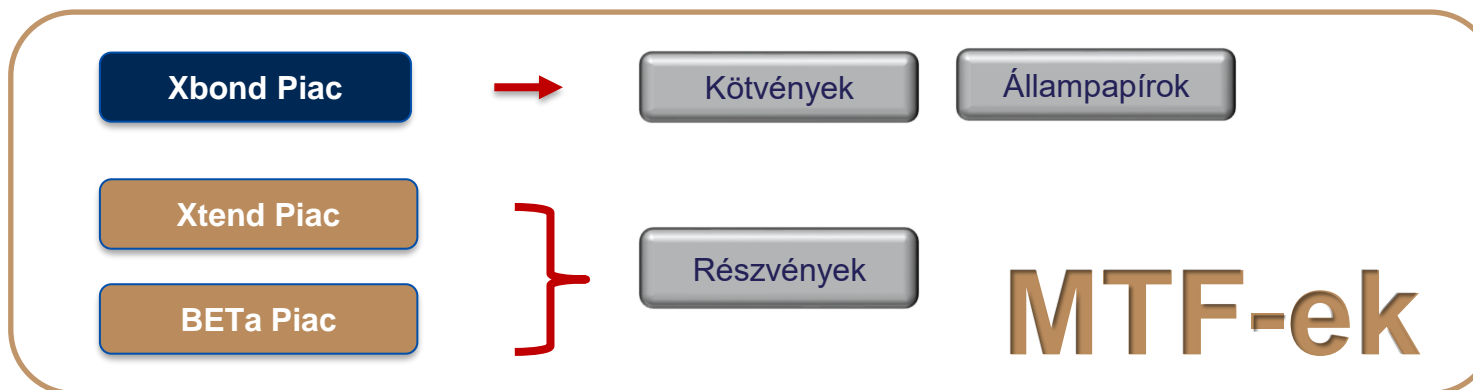 Xbond Piac
Kötvények
Állampapírok
Xtend Piac
Részvények
BETa Piac
MTF-ek